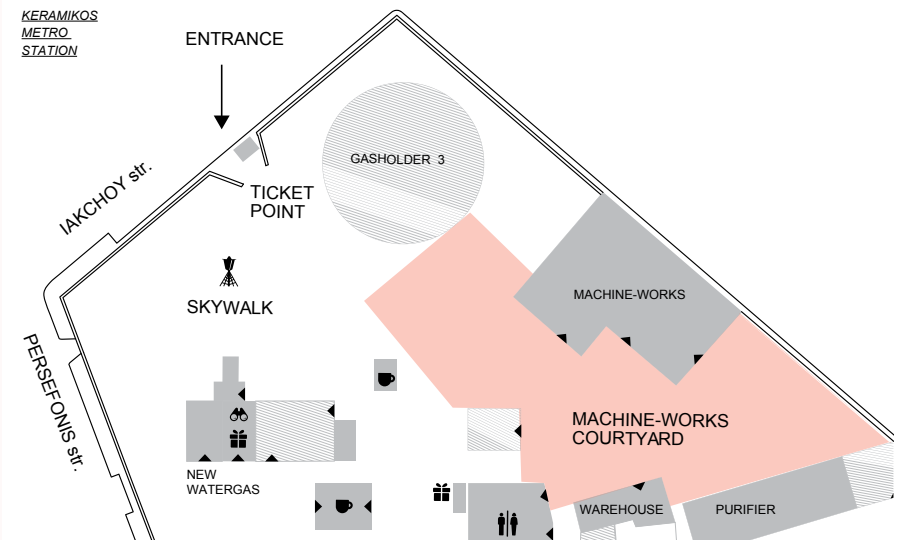 KERAMIKOS
METRO
STATION
ENTRANCE
IAKCHOY str.
TICKET
POINT
GASHOLDER 3
SKYWALK
MACHINE-WORKS
PERSEFONIS str.
MACHINE-WORKS
COURTYARD
NEW
WATERGAS
WAREHOUSE
PURIFIER